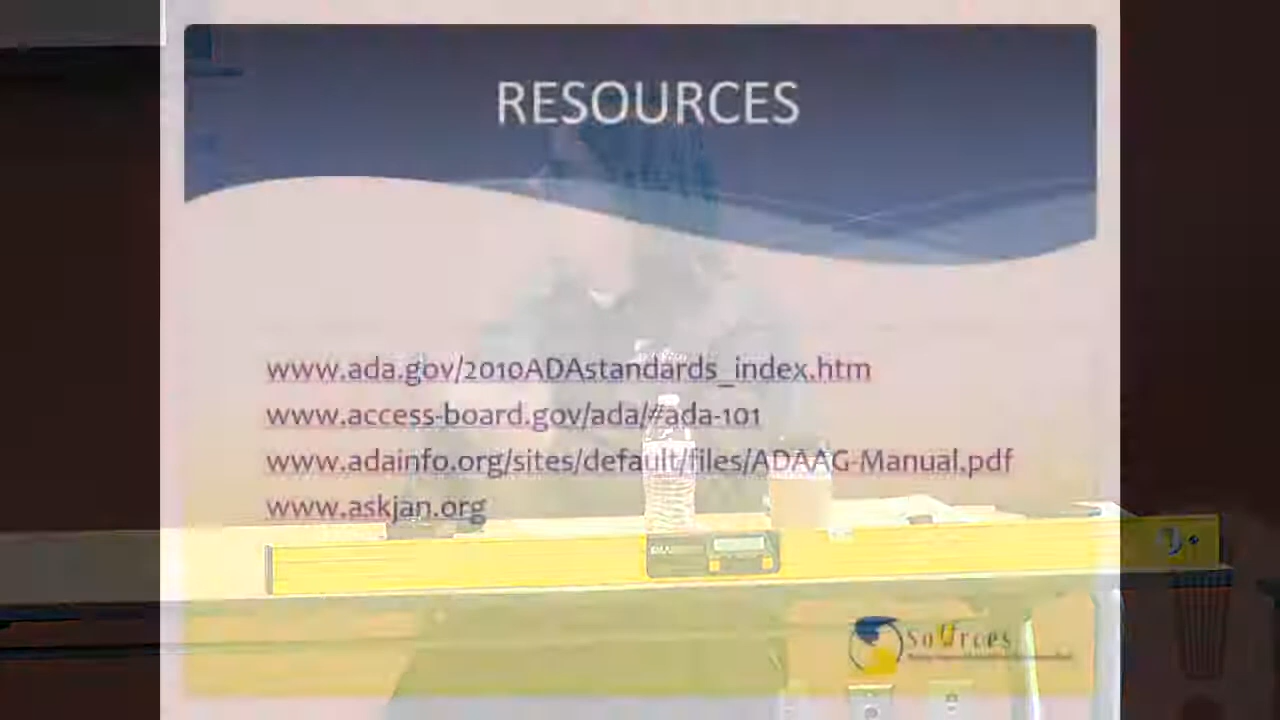 RESOURCES
www.ada.gov/2010ADAstandards_index.htm
www.access-board.gov/ada/#ada-101
www.adainfo.org/sites/default/files/ADAAG-Manual.pdf
www.askjan.org
Sources